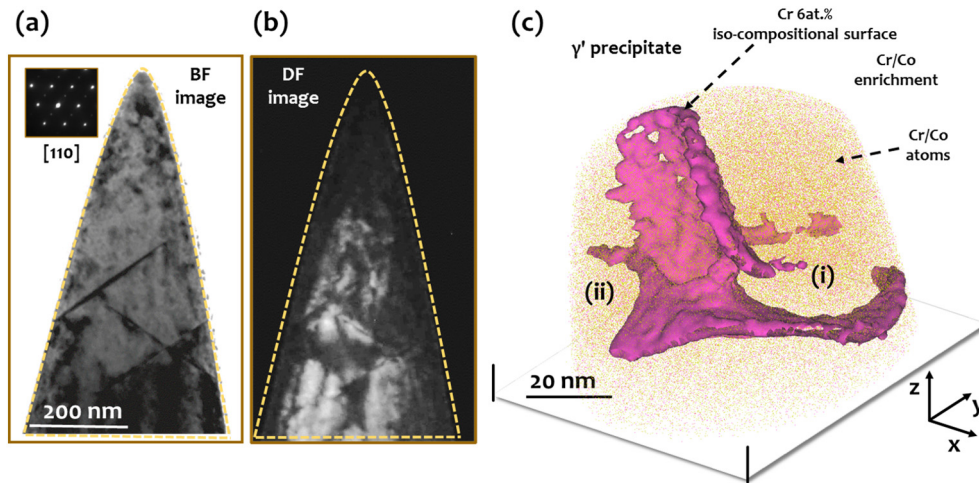 (a)
BF
image
[110]
200 nm
(b)
DF
image
(c)
γ' precipitate
Cr 6at.%
iso-compositional surface
Cr/Co
enrichment
Cr/Co
atoms
(i)
(ii)
20 nm
z
y
x